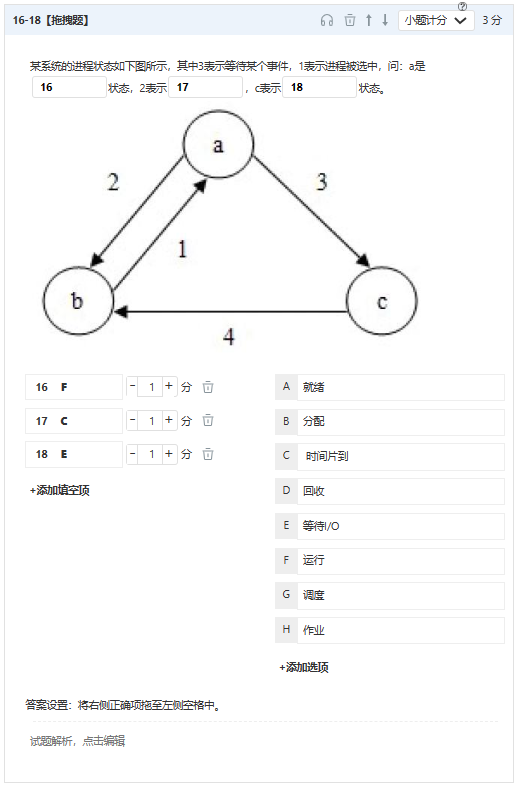 16-18【拖拽题】 小题计分 ? 3 分
某系统的进程状态如下图所示，其中3表示等待某个事件，1表示进程被选中，问：a是
16 状态，2表示 17 ，c表示 18 状态。
a
2 3
1
b c
4
16 F - 1 + 分
17 C - 1 + 分
18 E - 1 + 分
+添加填空项
A 就绪
B 分配
C 时间片到
D 回收
E 等待I/O
F 运行
G 调度
H 作业
+添加选项
答案设置：将右侧正确项拖至左侧空格中。
试题解析，点击编辑